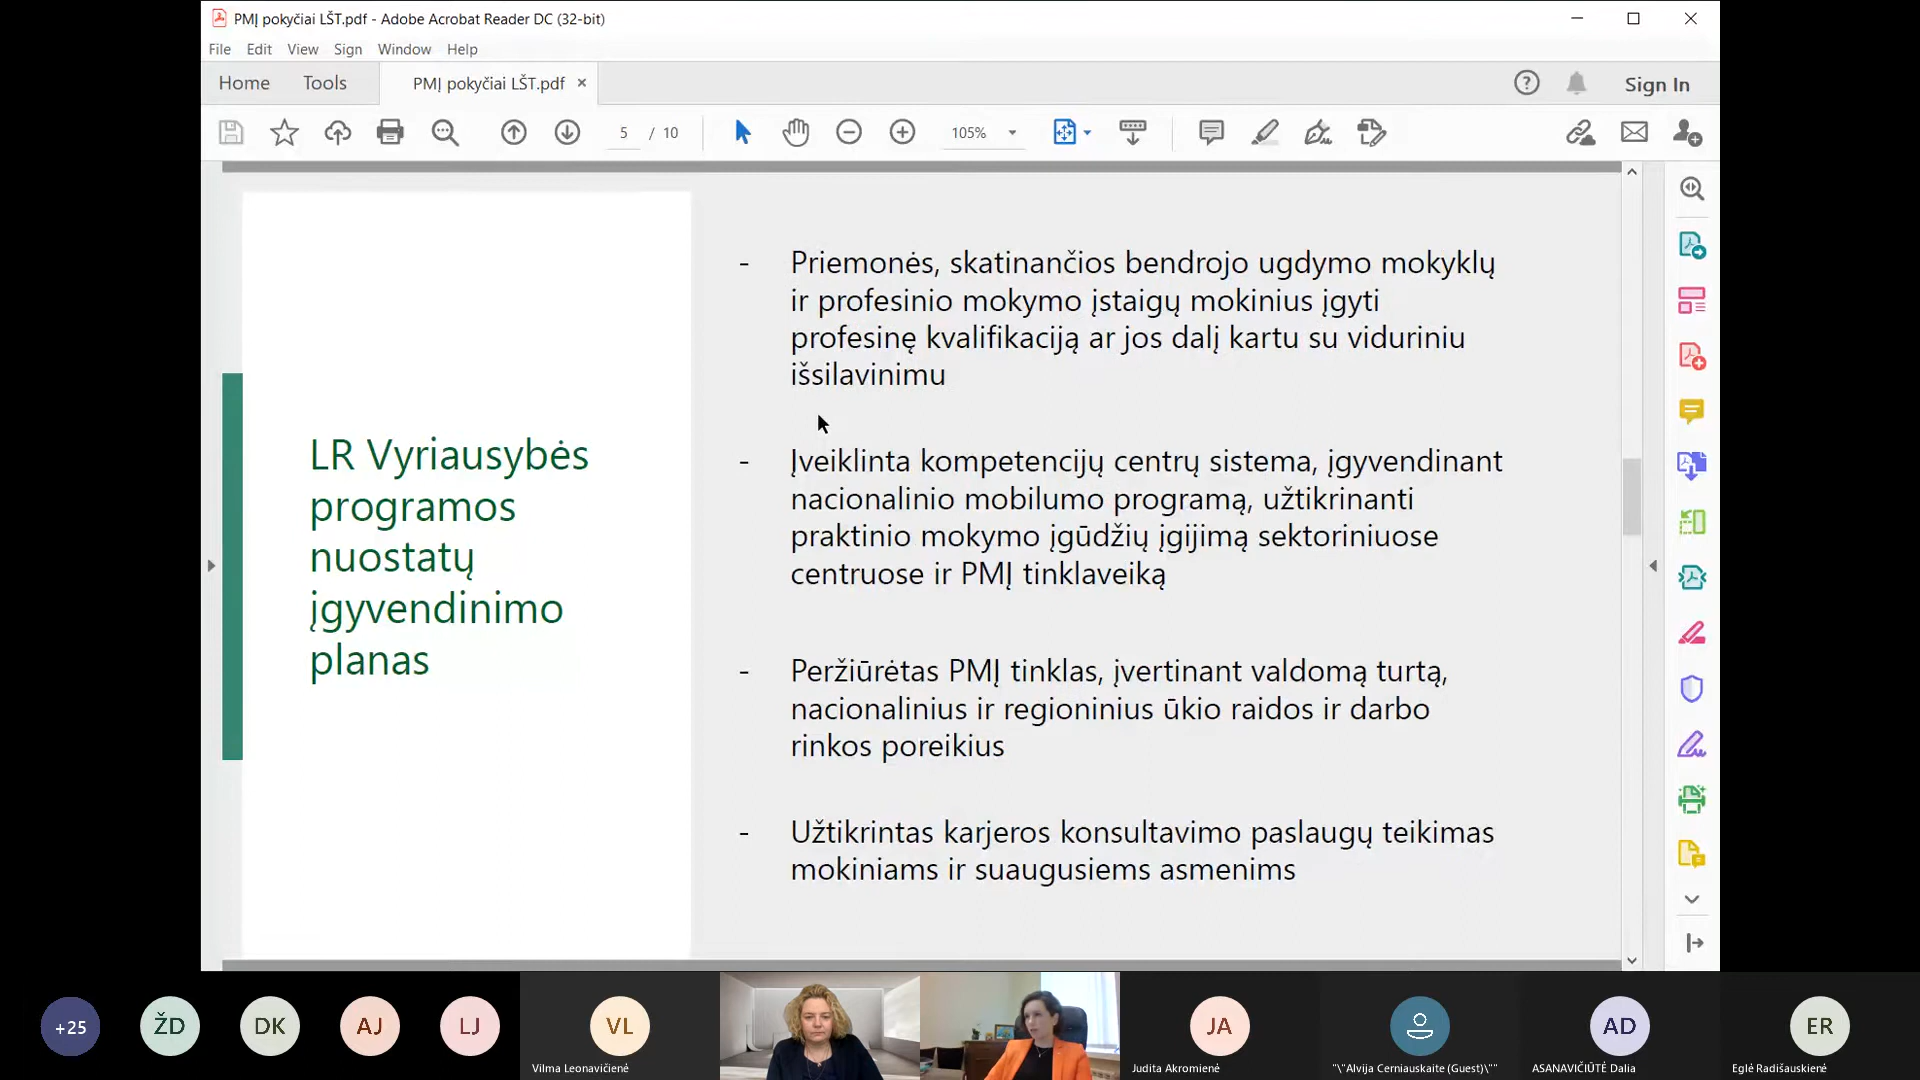 PMĮ pokyčiai LŠT.pdf - Adobe Acrobat Reader DC (32-bit)
File Edit View Sign Window Help
Home Tools PMĮ pokyčiai LŠT.pdf × Sign In
5 / 10 105%
LR Vyriausybės
programos
nuostatų
įgyvendinimo
planas
- Priemonės, skatinančios bendrojo ugdymo mokyklų
ir profesinio mokymo įstaigų mokinius įgyti
profesinę kvalifikaciją ar jos dalį kartu su viduriniu
išsilavinimu
- Įveiklinta kompetencijų centrų sistema, įgyvendinant
nacionalinio mobilumo programą, užtikrinanti
praktinio mokymo įgūdžių įgijimą sektoriniuose
centruose ir PMĮ tinklaveiką
- Peržiūrėtas PMĮ tinklas, įvertinant valdomą turtą,
nacionalinius ir regioninius ūkio raidos ir darbo
rinkos poreikius
- Užtikrintas karjeros konsultavimo paslaugų teikimas
mokiniams ir suaugusiems asmenims
+25 ŽD DK AJ LJ VL JA AD ER
Vilma Leonavičienė Judita Akromienė "\"Alvija Cerniauskaite (Guest)\"" ASANAVIČIŪTĖ Dalia Eglė Radišauskienė